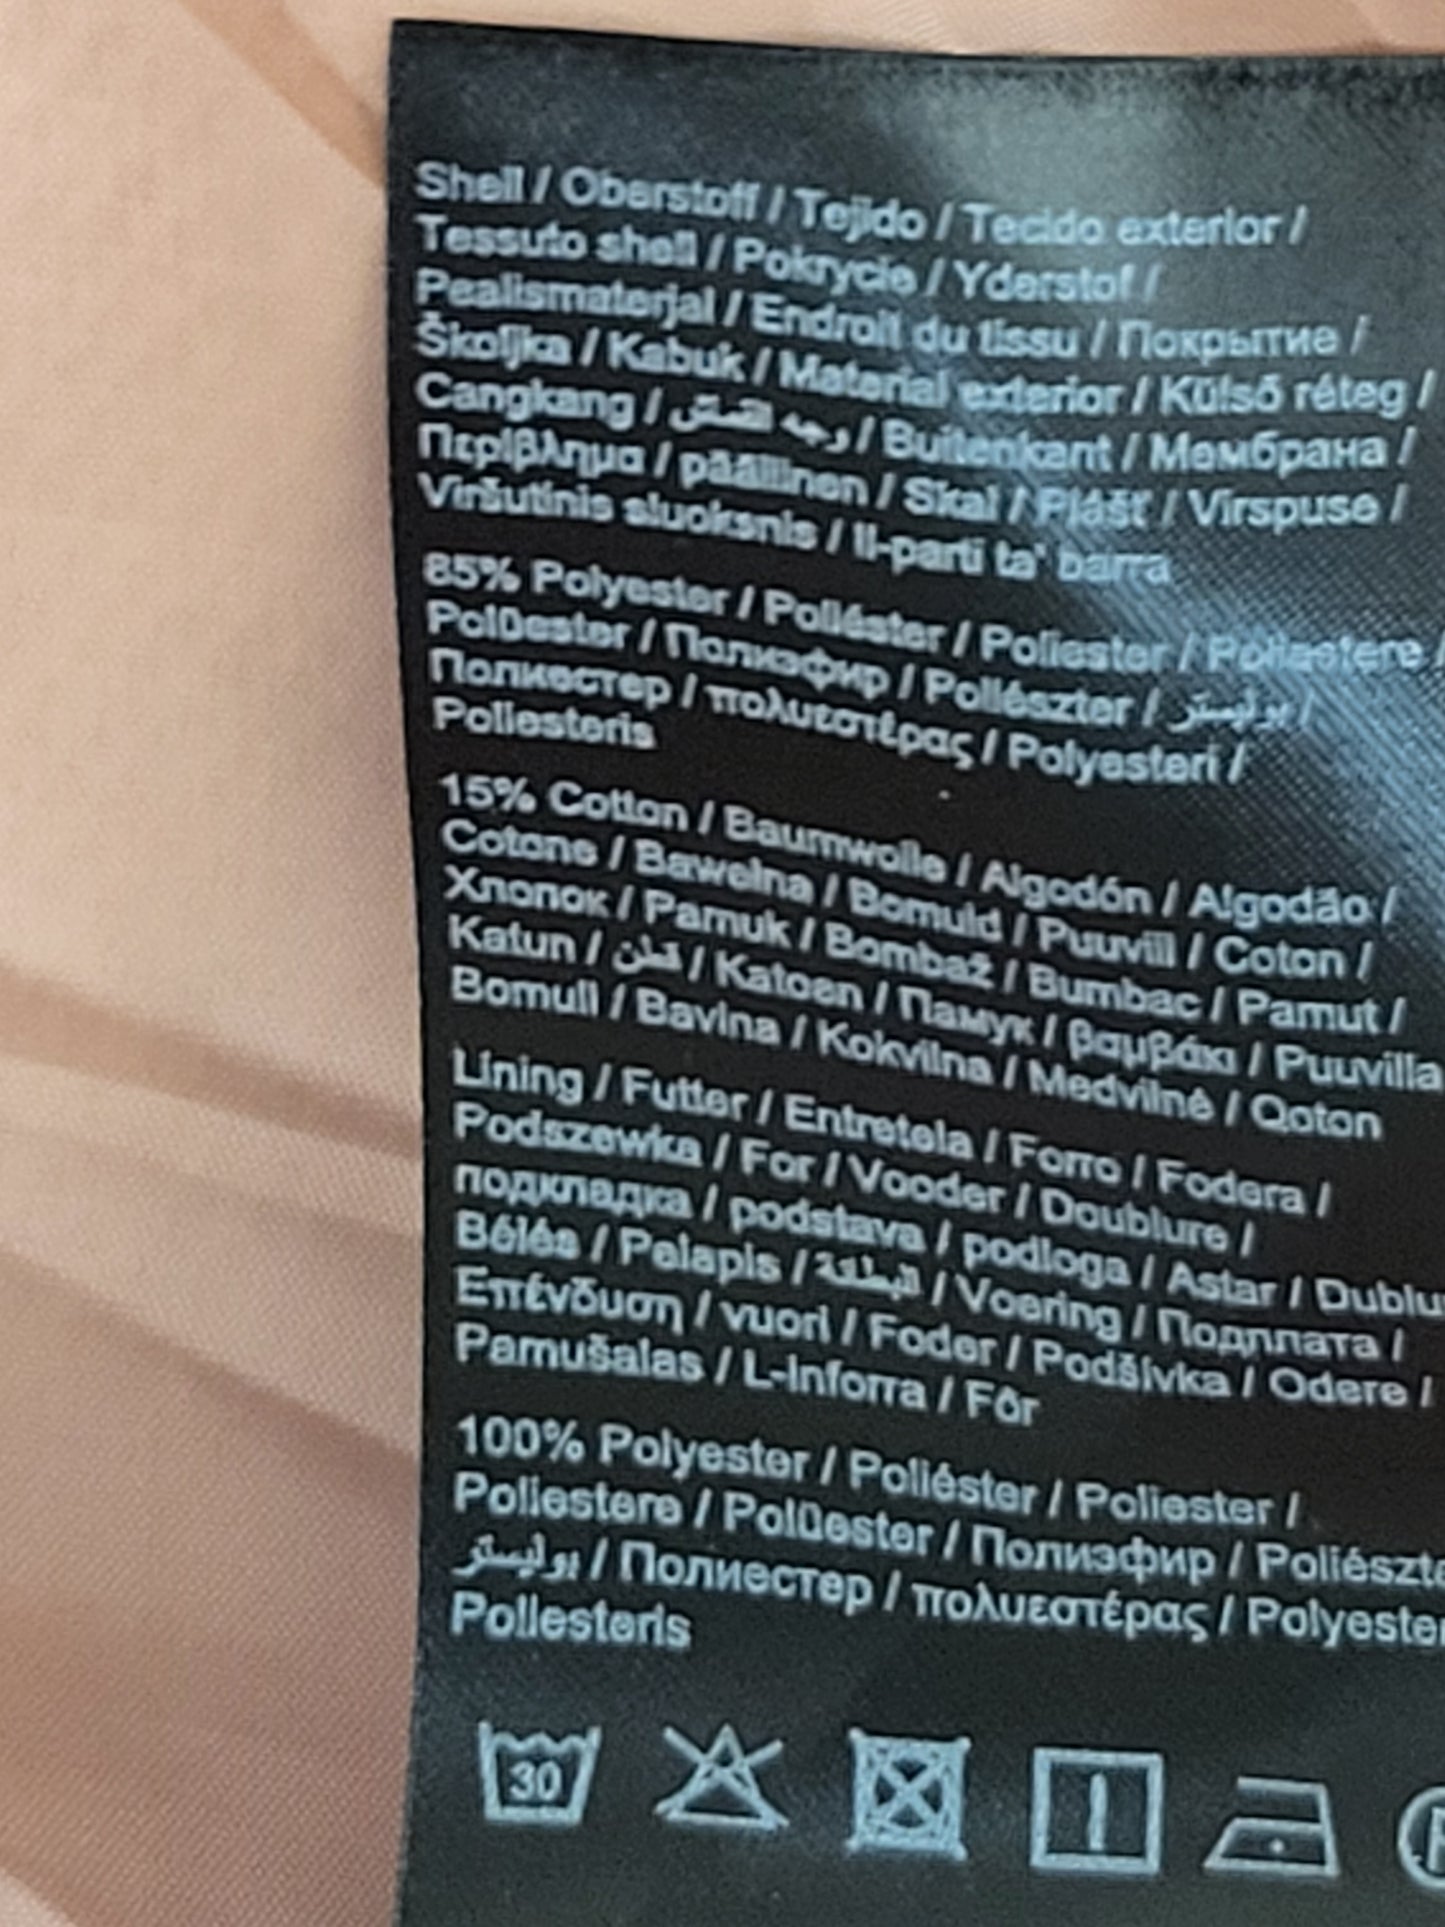 Shell / Oberstoff / Tejido / Tecido exterior /
Tessuto shell / Pokrycie / Yderstof /
Pealismaterjal / Endroit du tissu / Покрытие /
Školjka / Kabuk / Material exterior / Külső réteg /
Cangkang / وجه القماش / Buitenkant / Мембрана /
Περίβλημα / päällinen / Skal / Plášť / Virspuse /
Viršutinis sluoksnis / Il-parti ta' barra
85% Polyester / Poliéster / Poliester / Poliestere /
Polüester / Полиэфир / Poliészter / بوليستر /
Полиестер / πολυεστέρας / Polyesteri /
Poliesteris
15% Cotton / Baumwolle / Algodón / Algodão /
Cotone / Bawełna / Bomuld / Puuvill / Coton /
Хлопок / Pamuk / Bombaž / Bumbac / Pamut /
Katun / قطن / Katoen / Памук / βαμβάκι / Puuvilla
Bomull / Bavlna / Kokvilna / Medvilnė / Qoton
Lining / Futter / Entretela / Forro / Fodera /
Podszewka / For / Vooder / Doublure /
подкладка / podstava / podloga / Astar / Dublu
Bélés / Pelapis / البطانة / Voering / Подплата /
Επένδυση / vuori / Foder / Podšívka / Odere /
Pamušalas / L-inforra / Fôr
100% Polyester / Poliéster / Poliester /
Poliestere / Polüester / Полиэфир / Poliészte
بوليستر / Полиестер / πολυεστέρας / Polyester
Poliesteris
30